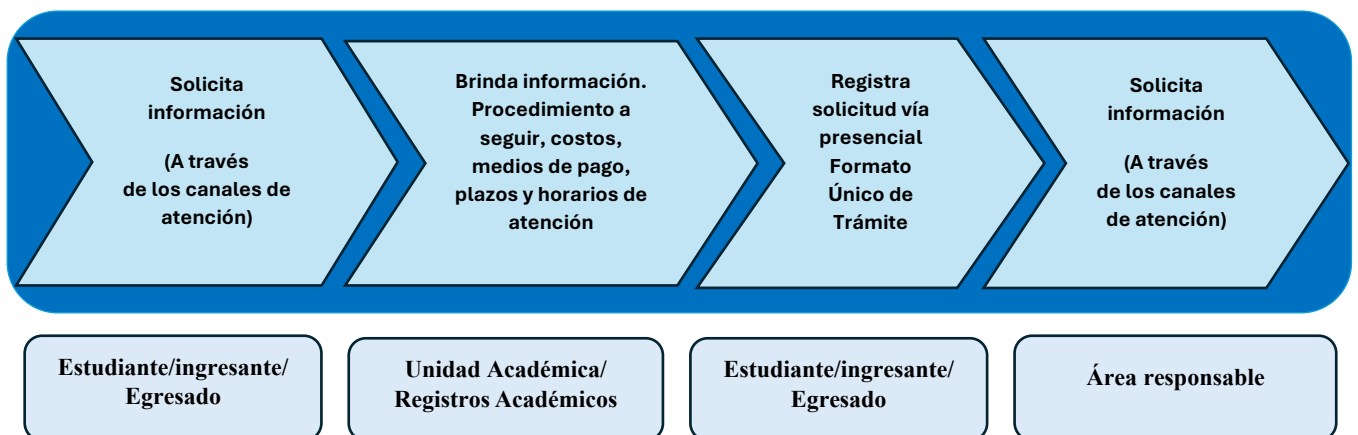 Solicita
información
(A través
de los canales de
atención)
Brinda información.
Procedimiento a
seguir, costos,
medios de pago,
plazos y horarios de
atención
Registra
solicitud vía
presencial
Formato
Único de
Trámite
Solicita
información
(A través
de los canales
de atención)
Estudiante/ingresante/
Egresado
Unidad Académica/
Registros Académicos
Estudiante/ingresante/
Egresado
Área responsable